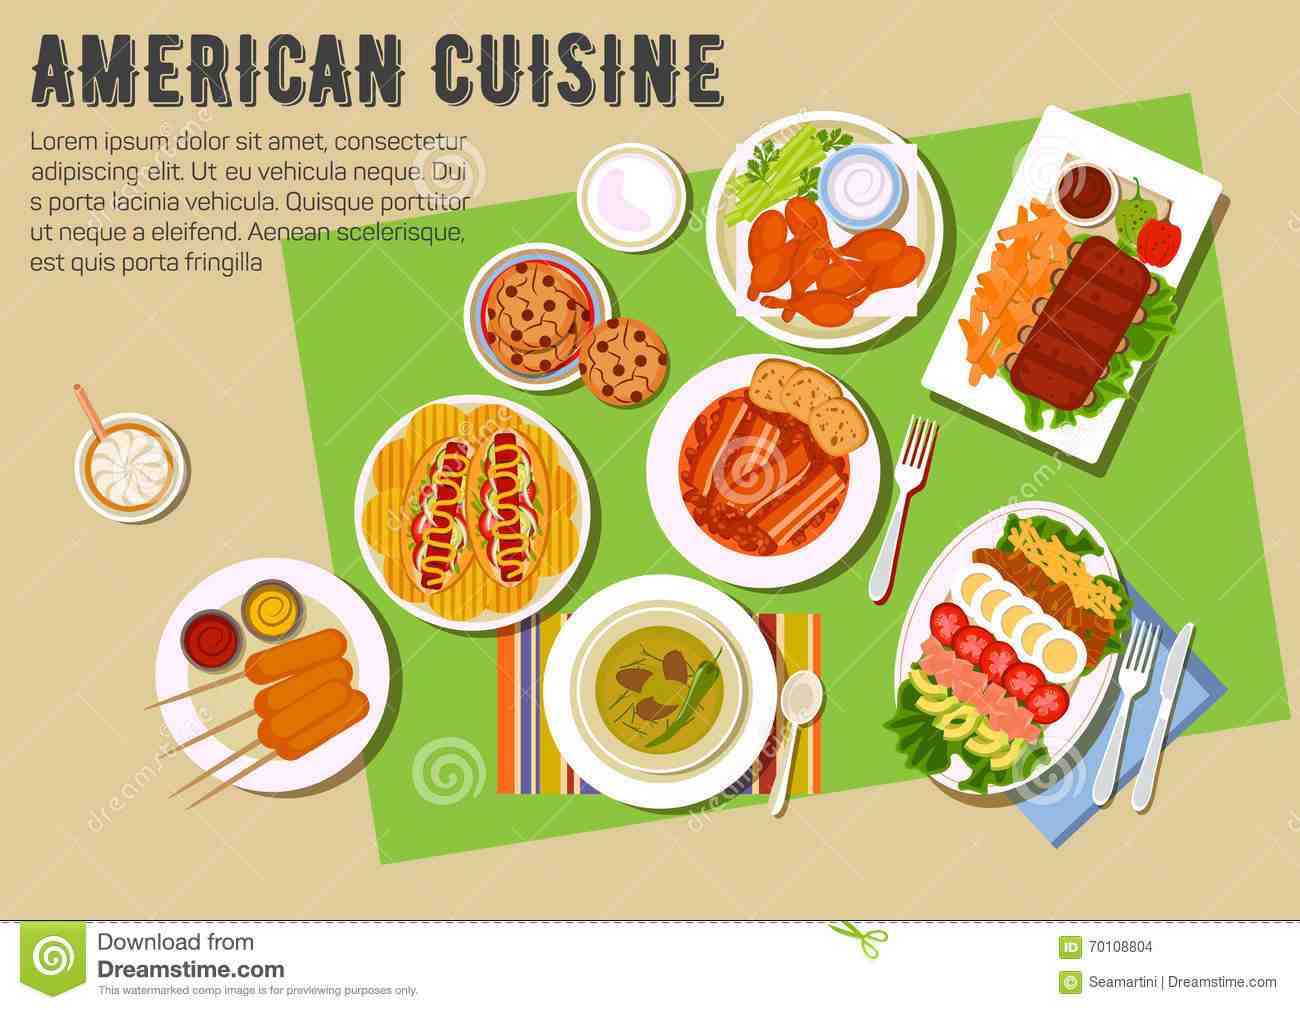 AMERICAN CUISINE
Lorem ipsum dolor sit amet, consectetur
adipiscing elit. Ut eu vehicula neque. Dui
s porta lacinia vehicula. Quisque porttitor
ut neque a eleifend. Aenean scelerisque,
est quis porta fringilla
Download from
Dreamstime.com
This watermarked comp image is for previewing purposes only.
ID 70108804
© Seamartini | Dreamstime.com